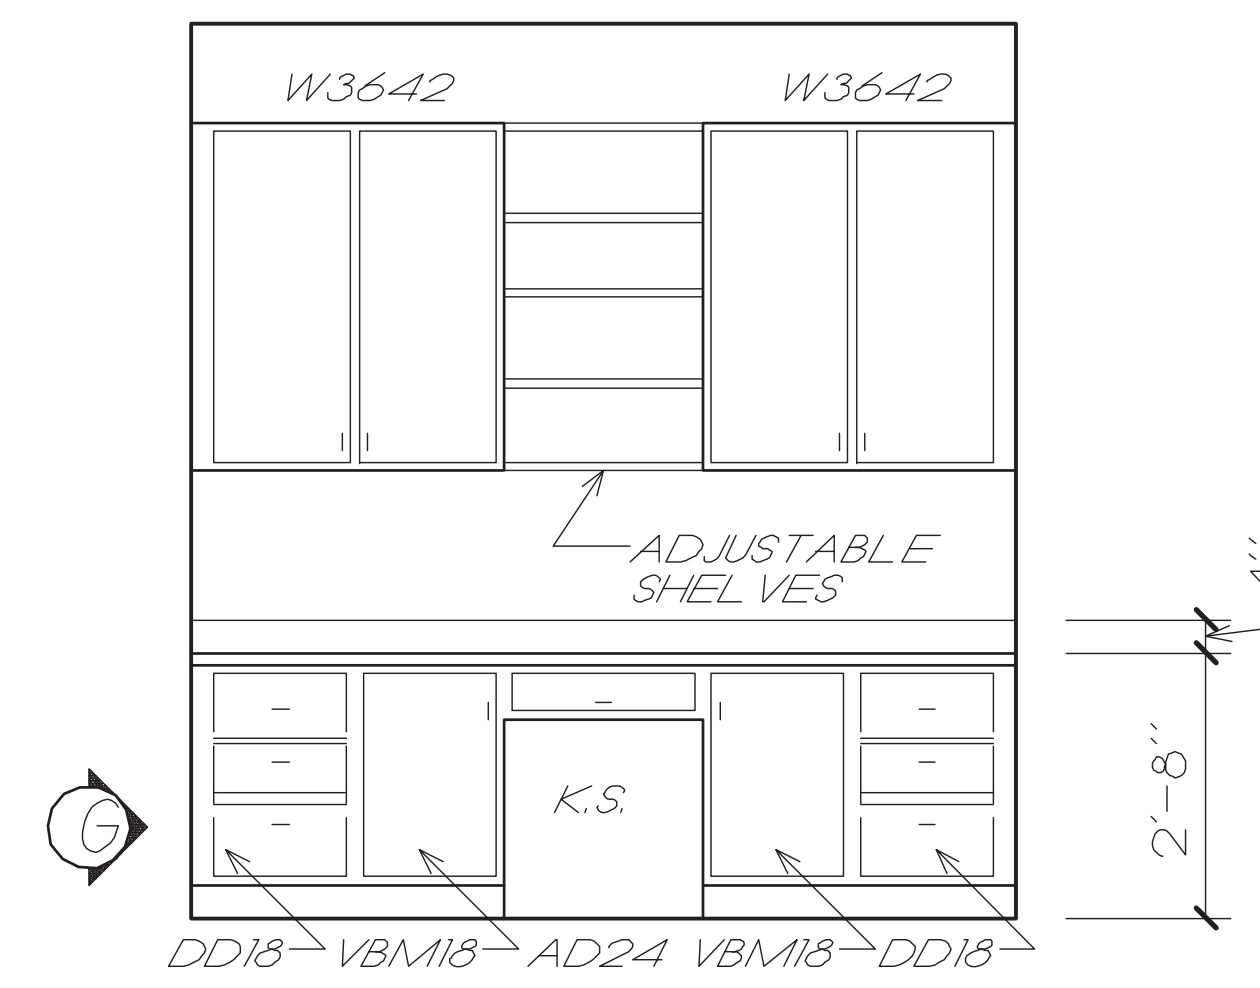 W3642 W3642
ADJUSTABLE
SHELVES
K.S.
G
2'-8"
DD18 VBM18 AD24 VBM18 DD18